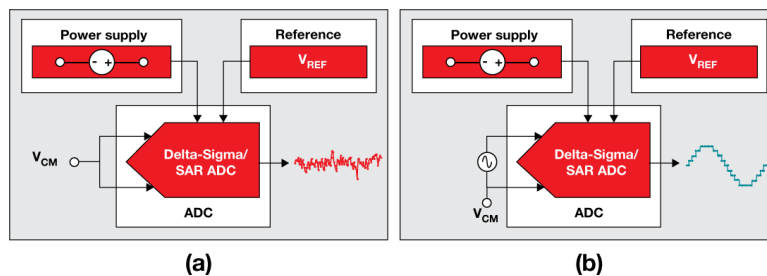 Power supply
- +
Reference
VREF
VCM
Delta-Sigma/
SAR ADC
ADC
(a)
Power supply
- +
Reference
VREF
Delta-Sigma/
SAR ADC
VCM
ADC
(b)